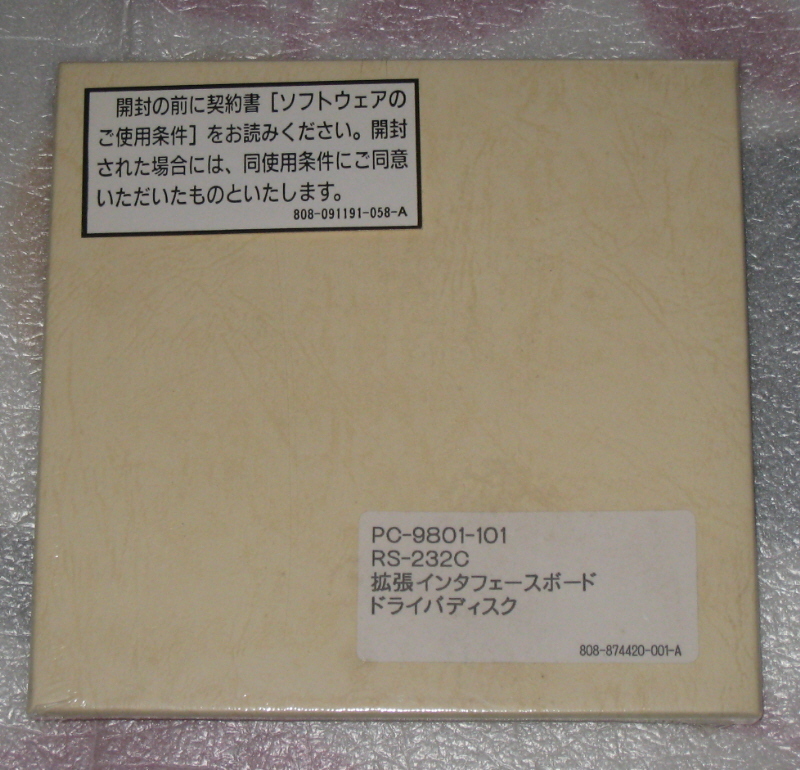 開封の前に契約書[ソフトウェアの
ご使用条件]をお読みください。開封
された場合には、同使用条件にご同意
いただいたものといたします。
808-091191-058-A
PC-9801-101
RS-232C
拡張インタフェースボード
ドライバディスク
808-874420-001-A